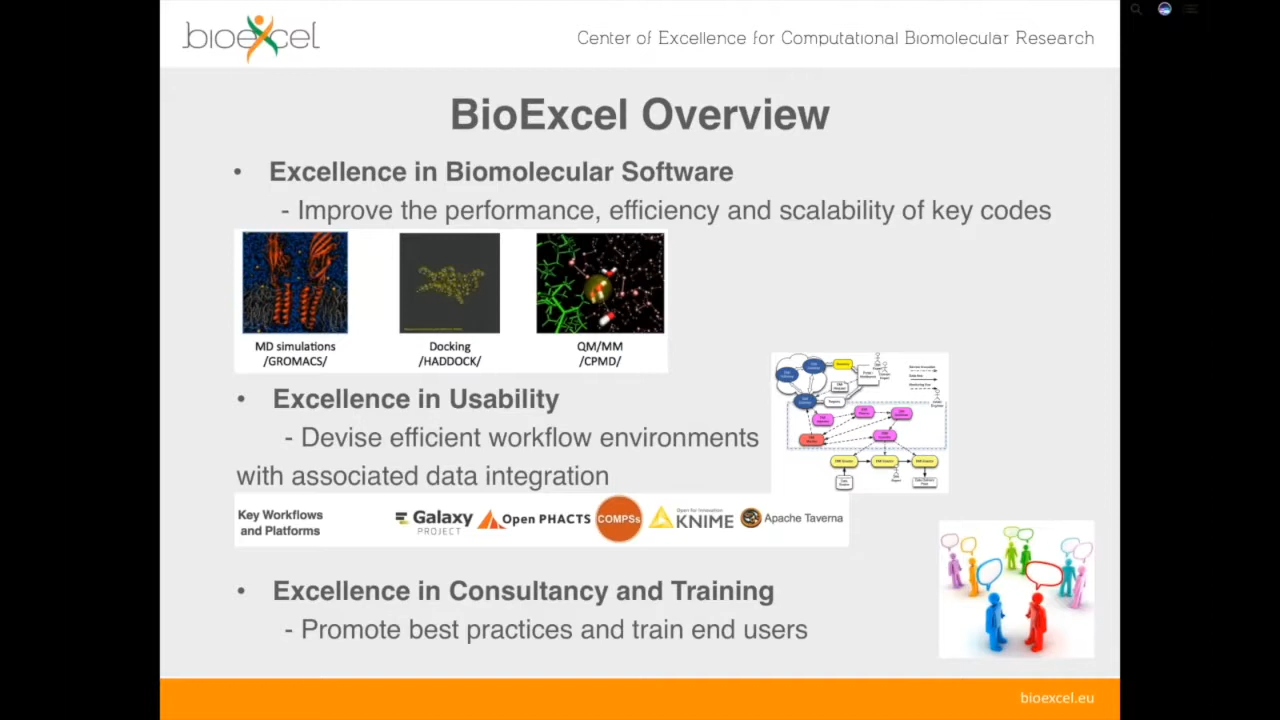 bioexcel
Center of Excellence for Computational Biomolecular Research
BioExcel Overview
• Excellence in Biomolecular Software
- Improve the performance, efficiency and scalability of key codes
MD simulations
/GROMACS/
Docking
/HADDOCK/
QM/MM
/CPMD/
• Excellence in Usability
- Devise efficient workflow environments
with associated data integration
Key Workflows
and Platforms
Galaxy
PROJECT
Open PHACTS
COMPSs
Open for Innovation
KNIME
Apache Taverna
• Excellence in Consultancy and Training
- Promote best practices and train end users
bioexcel.eu